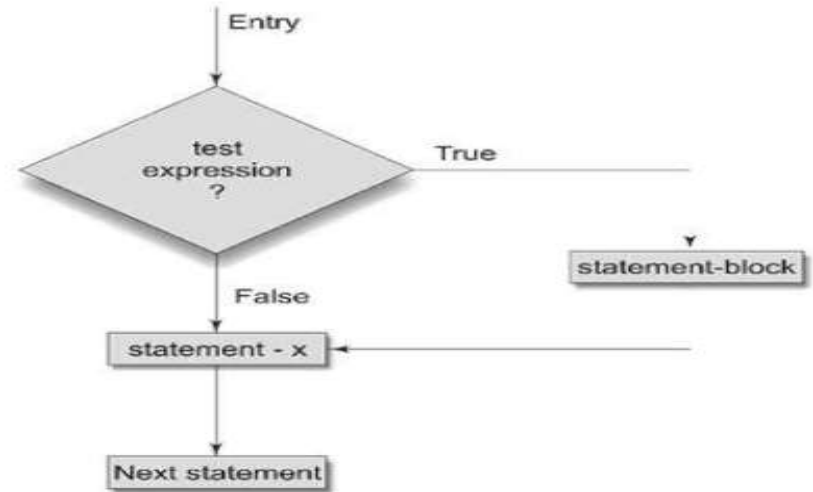 Entry
test
expression
?
True
statement-block
False
statement - x
Next statement